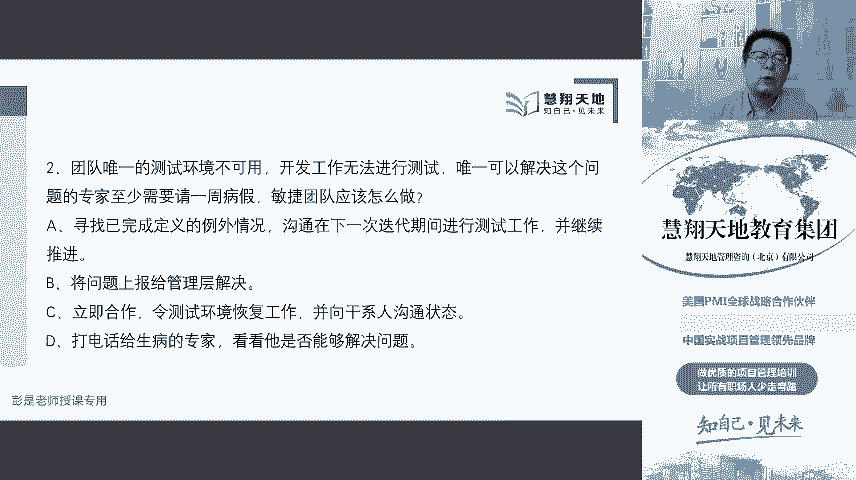 慧翔天地
知自己·见未来
2、团队唯一的测试环境不可用，开发工作无法进行测试，唯一可以解决这个问
题的专家至少需要请一周病假，敏捷团队应该怎么做？
A、寻找已完成定义的例外情况，沟通在下一次迭代期间进行测试工作，并继续
推进。
B、将问题上报给管理层解决。
C、立即合作，令测试环境恢复工作，并向干系人沟通状态。
D、打电话给生病的专家，看看他是否能够解决问题。
彭是老师授课专用
慧翔天地教育集团
慧翔天地管理咨询（北京）有限公司
美国PMI全球战略合作伙伴
中国实战项目管理领先品牌
做优质的项目管理培训
让所有职场人少走弯路
知自己·见未来